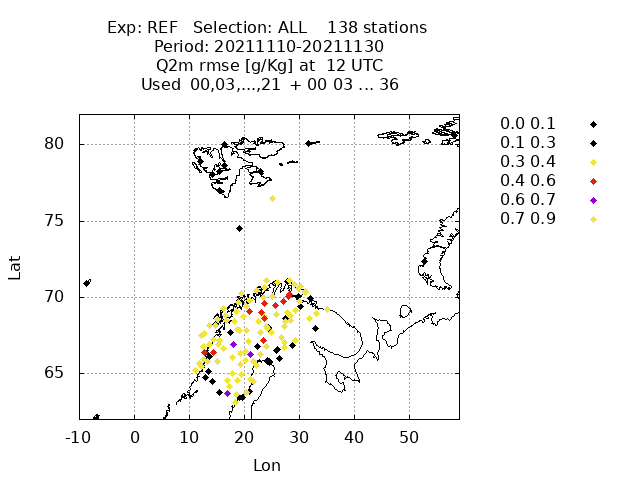 Exp: REF Selection: ALL 138 stations
Period: 20211110-20211130
Q2m rmse [g/Kg] at 12 UTC
Used 00,03,...,21 + 00 03 ... 36
0.0 0.1
0.1 0.3
0.3 0.4
0.4 0.6
0.6 0.7
0.7 0.9
80
75
70
65
Lat
-10 0 10 20 30 40 50
Lon